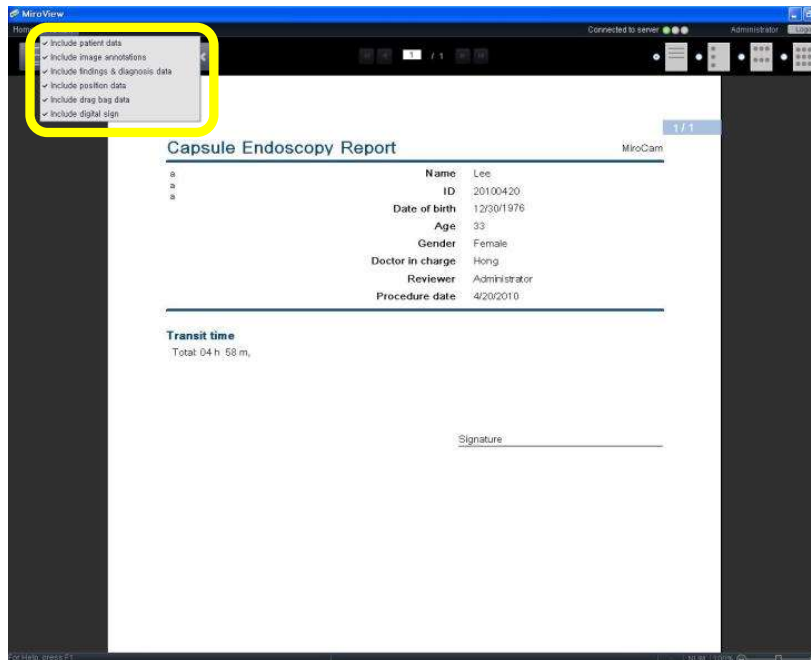 MiroView
Connected to server Administrator
✓ Include patient data
✓ Include image annotations
✓ Include findings & diagnosis data
✓ Include position data
✓ Include drag bag data
✓ Include digital sign
1 / 1
1 / 1
Capsule Endoscopy Report MiroCam
a
a
a
Name Lee
ID 20100420
Date of birth 12/30/1976
Age 33
Gender Female
Doctor in charge Hong
Reviewer Administrator
Procedure date 4/20/2010
Transit time
Total: 04 h 58 m,
Signature
For Help, press F1